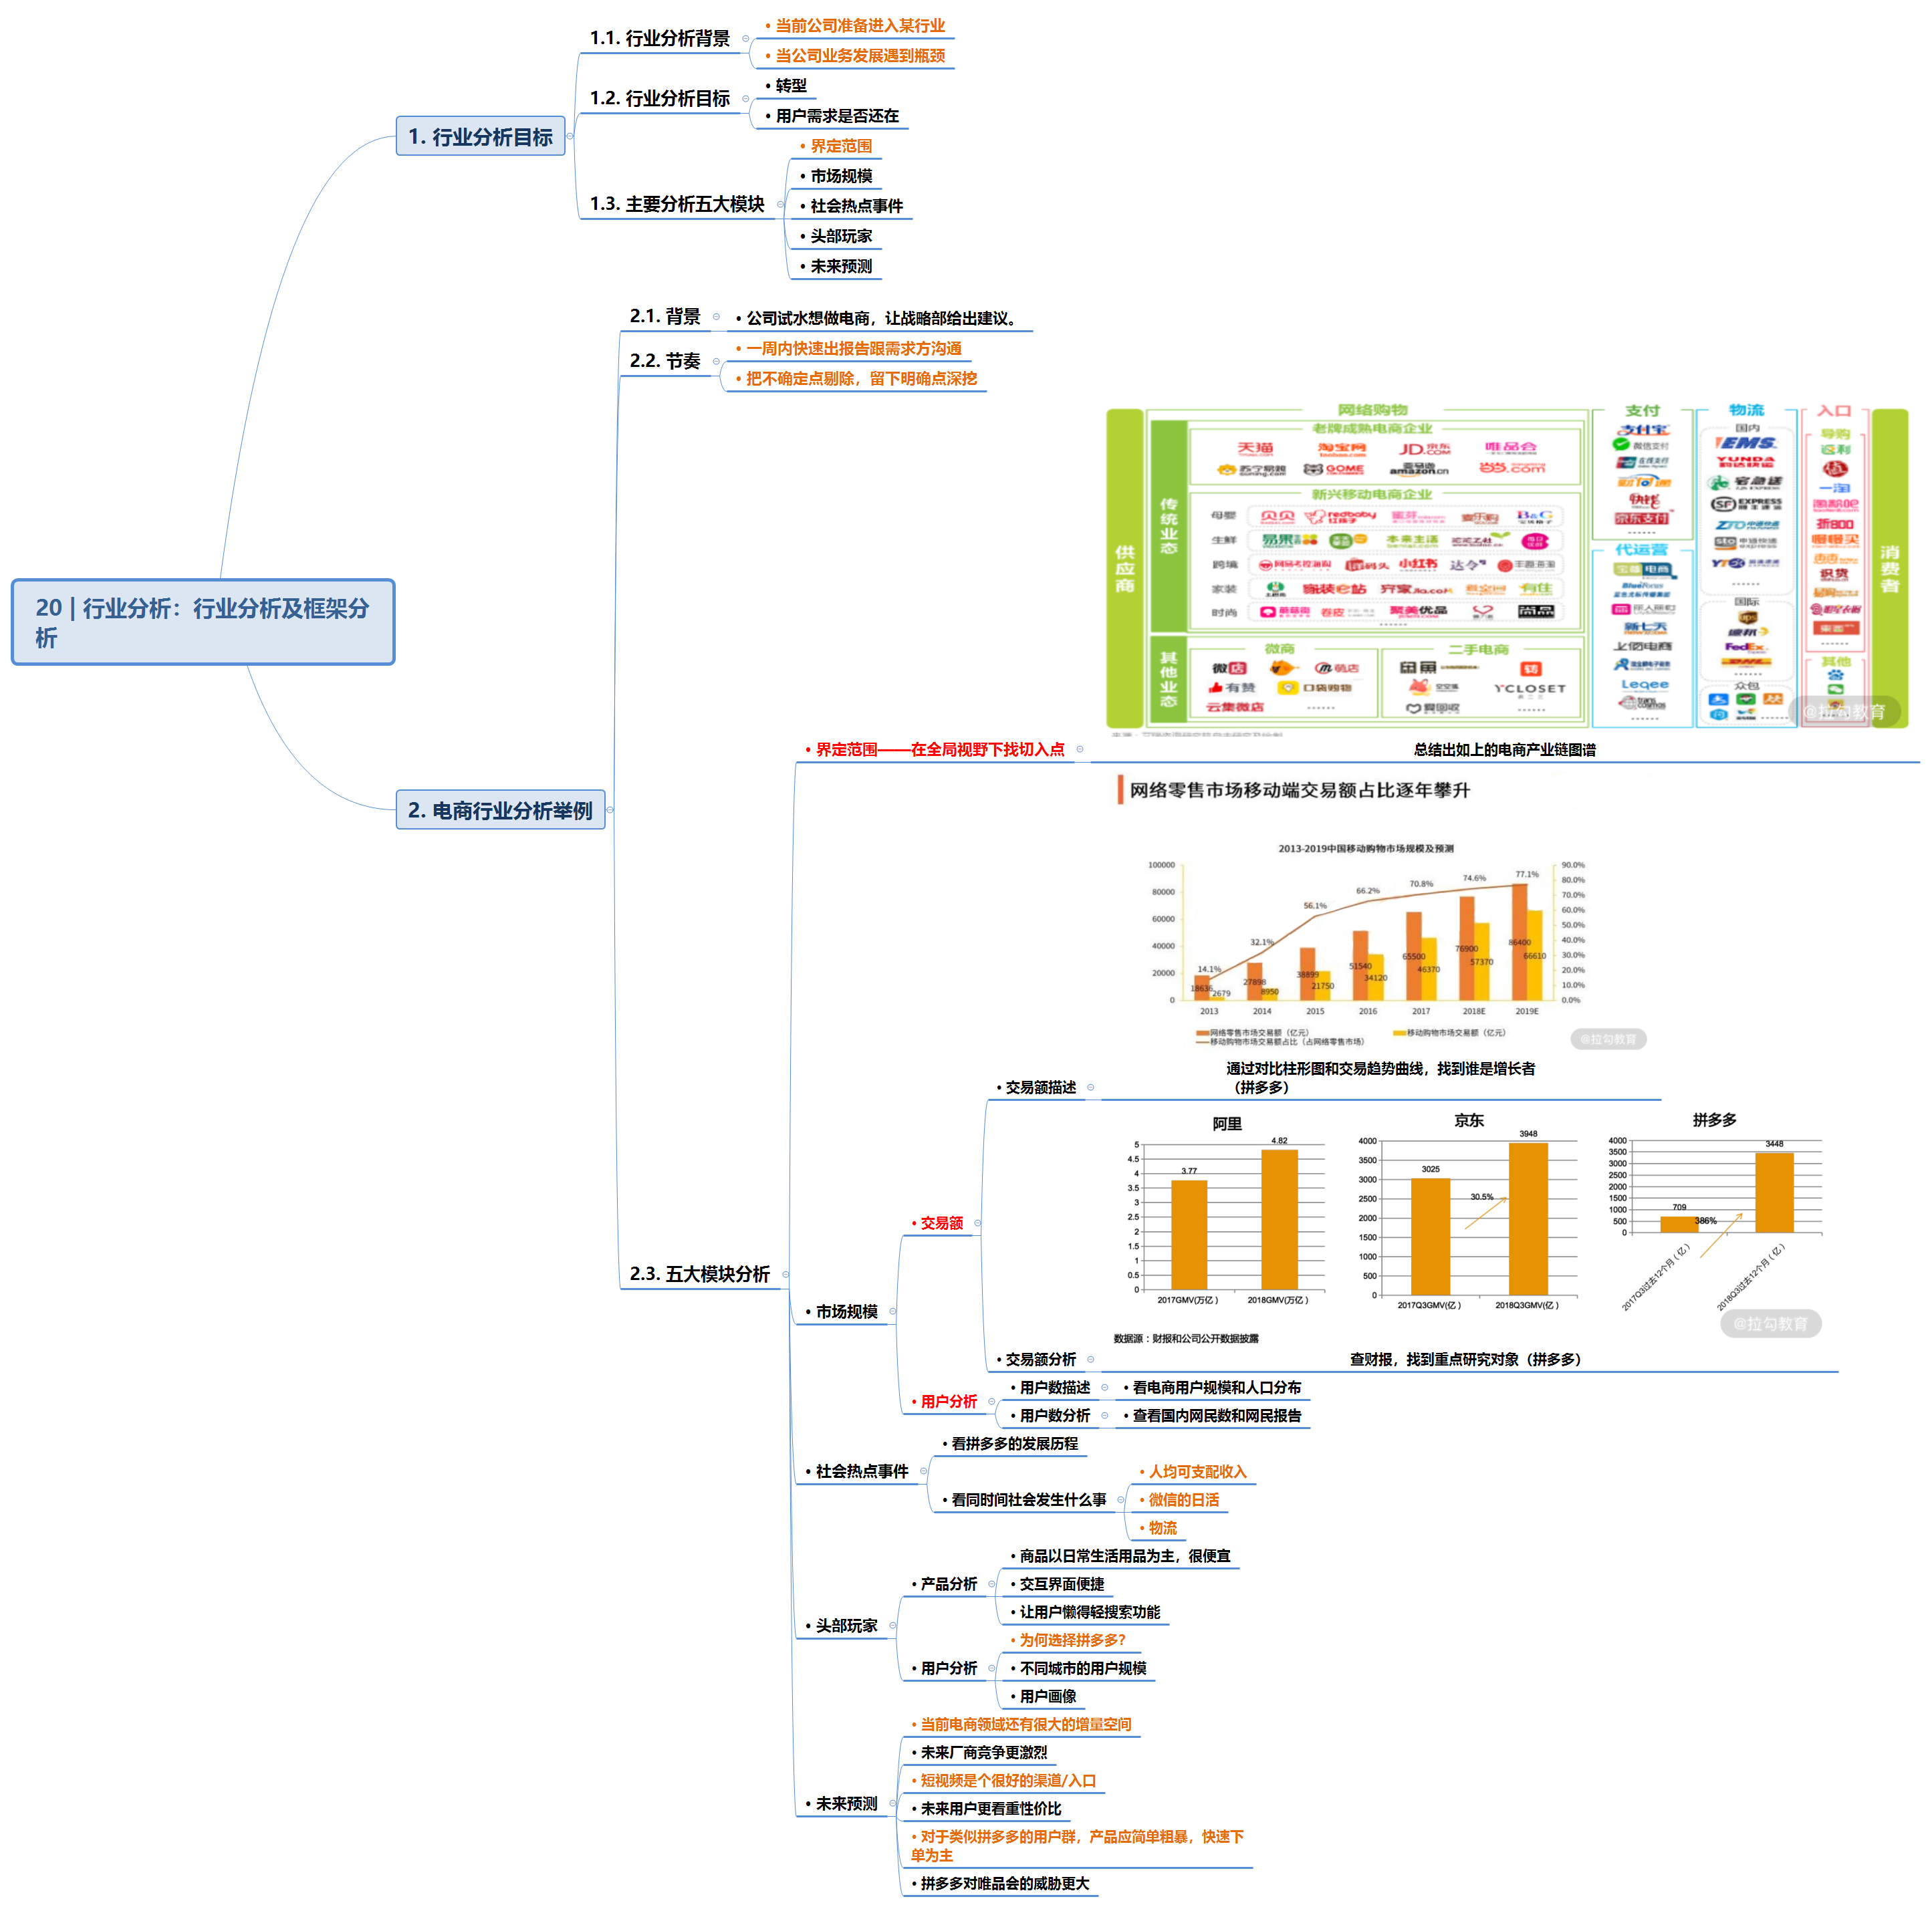 20 | 行业分析：行业分析及框架分
析
1. 行业分析目标
1.1. 行业分析背景
• 当前公司准备进入某行业
• 当公司业务发展遇到瓶颈
1.2. 行业分析目标
• 转型
• 用户需求是否还在
1.3. 主要分析五大模块
• 界定范围
• 市场规模
• 社会热点事件
• 头部玩家
• 未来预测
2. 电商行业分析举例
2.1. 背景
• 公司试水想做电商，让战略部给出建议。
2.2. 节奏
• 一周内快速出报告跟需求方沟通
• 把不确定点剔除，留下明确点深挖
2.3. 五大模块分析
• 界定范围——在全局视野下找切入点
供应商
网络购物
传统业态
老牌成熟电商企业
天猫
淘宝网
JD.COM 京东
唯品会
苏宁易购
GOME
amazon.cn
当当.com
新兴移动电商企业
母婴
贝贝
redbaby
红孩子
蜜芽
生鲜
易果
本来生活
跨境
小红书
达令
家装
齐家
有住
时尚
蘑菇街
卷皮
聚美优品
尚品
其他业态
微商
微店
萌店
有赞
口袋购物
云集微店
二手电商
转
YCLOSET
爱回收
支付
支付宝
微信支付
快钱
京东支付
代运营
宝尊电商
新七天
上佰电商
Leqee
物流
国内
EMS
YUNDA
宅急送
SF EXPRESS
ZTO
sto
YTO
国际
ups
FedEx
DHL
众包
入口
导购
返利
一淘
折800
慢慢买
识货
其他
消费者
@拉勾教育
总结出如上的电商产业链图谱
• 市场规模
• 交易额
• 交易额描述
网络零售市场移动端交易额占比逐年攀升
2013-2019中国移动购物市场规模及预测
100000
80000
60000
40000
20000
0
90.0%
80.0%
70.0%
60.0%
50.0%
40.0%
30.0%
20.0%
10.0%
0.0%
14.1%
32.1%
56.1%
66.2%
70.8%
74.6%
77.1%
18636
2679
27898
8950
38899
21750
51540
34120
65500
46370
76900
57370
86400
66610
2013
2014
2015
2016
2017
2018E
2019E
网络零售市场交易额（亿元）
移动购物市场交易额（亿元）
移动购物市场交易额占比（占网络零售市场）
@拉勾教育
通过对比柱形图和交易趋势曲线，找到谁是增长者
（拼多多）
• 交易额分析
阿里
5
4.5
4
3.5
3
2.5
2
1.5
1
0.5
0
3.77
4.82
2017GMV(万亿 )
2018GMV(万亿 )
京东
4000
3500
3000
2500
2000
1500
1000
500
0
3025
30.5%
3948
2017Q3GMV(亿 )
2018Q3GMV(亿 )
拼多多
4000
3500
3000
2500
2000
1500
1000
500
0
709
386%
3448
2017Q3过去12个月（ 亿 ）
2018Q3过去12个月（ 亿 ）
@拉勾教育
数据源：财报和公司公开数据披露
查财报，找到重点研究对象（拼多多）
• 用户分析
• 用户数描述
• 看电商用户规模和人口分布
• 用户数分析
• 查看国内网民数和网民报告
• 社会热点事件
• 看拼多多的发展历程
• 看同时间社会发生什么事
• 人均可支配收入
• 微信的日活
• 物流
• 头部玩家
• 产品分析
• 商品以日常生活用品为主，很便宜
• 交互界面便捷
• 让用户懒得轻搜索功能
• 用户分析
• 为何选择拼多多？
• 不同城市的用户规模
• 用户画像
• 未来预测
• 当前电商领域还有很大的增量空间
• 未来厂商竞争更激烈
• 短视频是个很好的渠道/入口
• 未来用户更看重性价比
• 对于类似拼多多的用户群，产品应简单粗暴，快速下
单为主
• 拼多多对唯品会的威胁更大